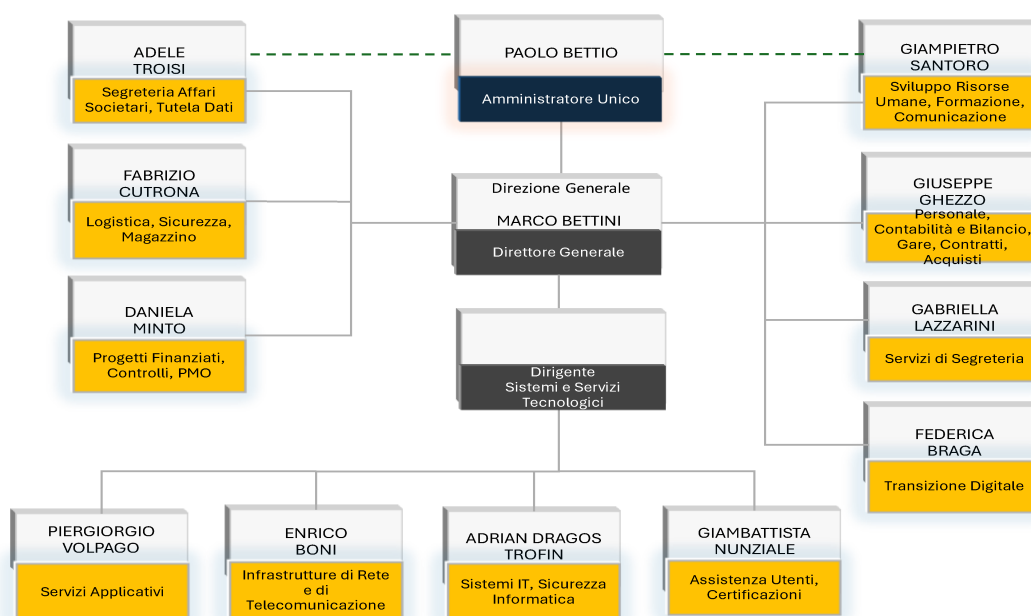 ADELE
TROISI
Segreteria Affari
Societari, Tutela Dati
PAOLO BETTIO
Amministratore Unico
GIAMPIETRO
SANTORO
Sviluppo Risorse
Umane, Formazione,
Comunicazione
FABRIZIO
CUTRONA
Logistica, Sicurezza,
Magazzino
Direzione Generale
MARCO BETTINI
Direttore Generale
GIUSEPPE
GHEZZO
Personale,
Contabilità e Bilancio,
Gare, Contratti,
Acquisti
DANIELA
MINTO
Progetti Finanziati,
Controlli, PMO
Dirigente
Sistemi e Servizi
Tecnologici
GABRIELLA
LAZZARINI
Servizi di Segreteria
FEDERICA
BRAGA
Transizione Digitale
PIERGIORGIO
VOLPAGO
Servizi Applicativi
ENRICO
BONI
Infrastrutture di Rete
e di
Telecomunicazione
ADRIAN DRAGOS
TROFIN
Sistemi IT, Sicurezza
Informatica
GIAMBATTISTA
NUNZIALE
Assistenza Utenti,
Certificazioni